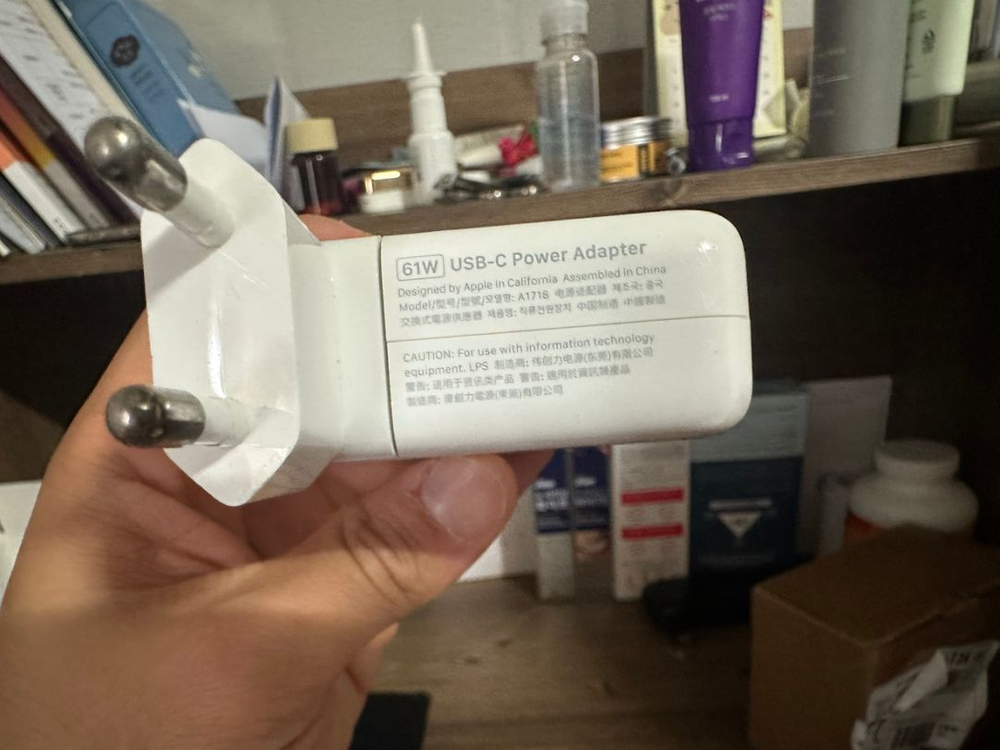 61W USB-C Power Adapter
Designed by Apple in California Assembled in China
Model/型号/型號/모델명: A1718 电源适配器 제조국: 중국
交換式電源供應器 제품명: 직류전원장치 中国制造 中國製造
CAUTION: For use with information technology
equipment. LPS 制造商: 伟创力电源(东莞)有限公司
警告: 适用于资讯类产品 警告: 適用於資訊類產品
製造商: 偉創力電源(東莞)有限公司